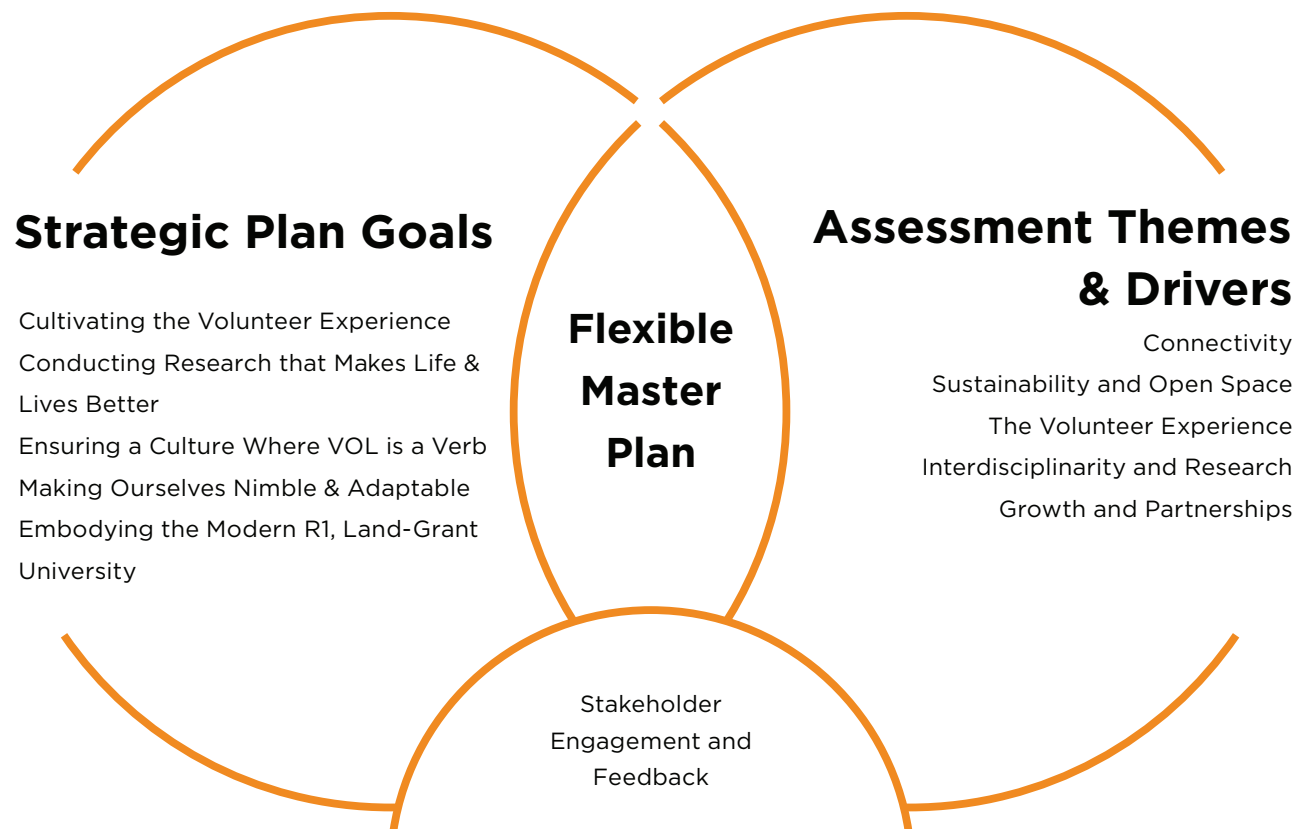 Strategic Plan Goals
Cultivating the Volunteer Experience
Conducting Research that Makes Life &
Lives Better
Ensuring a Culture Where VOL is a Verb
Making Ourselves Nimble & Adaptable
Embodying the Modern R1, Land-Grant
University
Flexible
Master
Plan
Assessment Themes
& Drivers
Connectivity
Sustainability and Open Space
The Volunteer Experience
Interdisciplinarity and Research
Growth and Partnerships
Stakeholder
Engagement and
Feedback